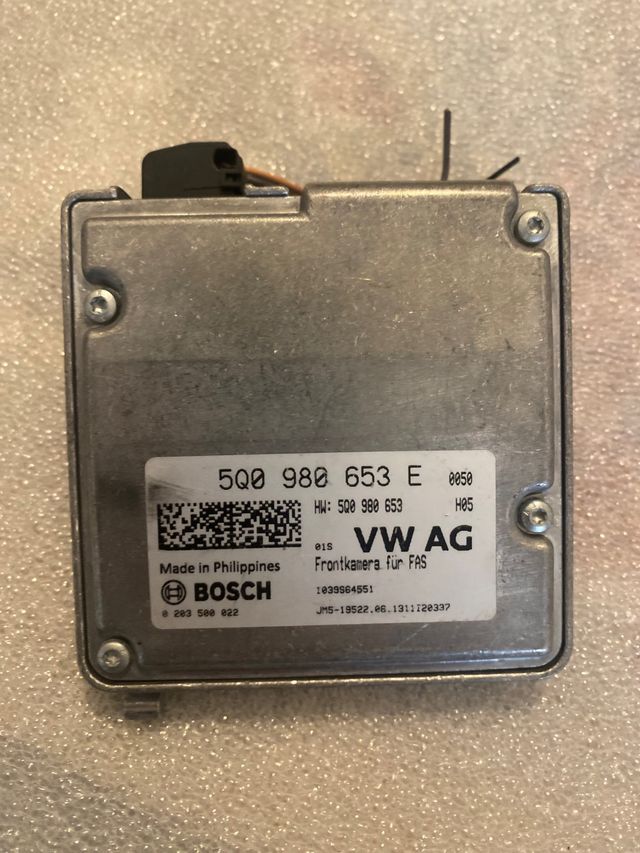 5Q0 980 653 E 0050
HW: 5Q0 980 653 H05
01S VW AG
Made in Philippines Frontkamera für FAS
BOSCH 1039S64551
0 203 500 022 JM5-19522.06.1311120337